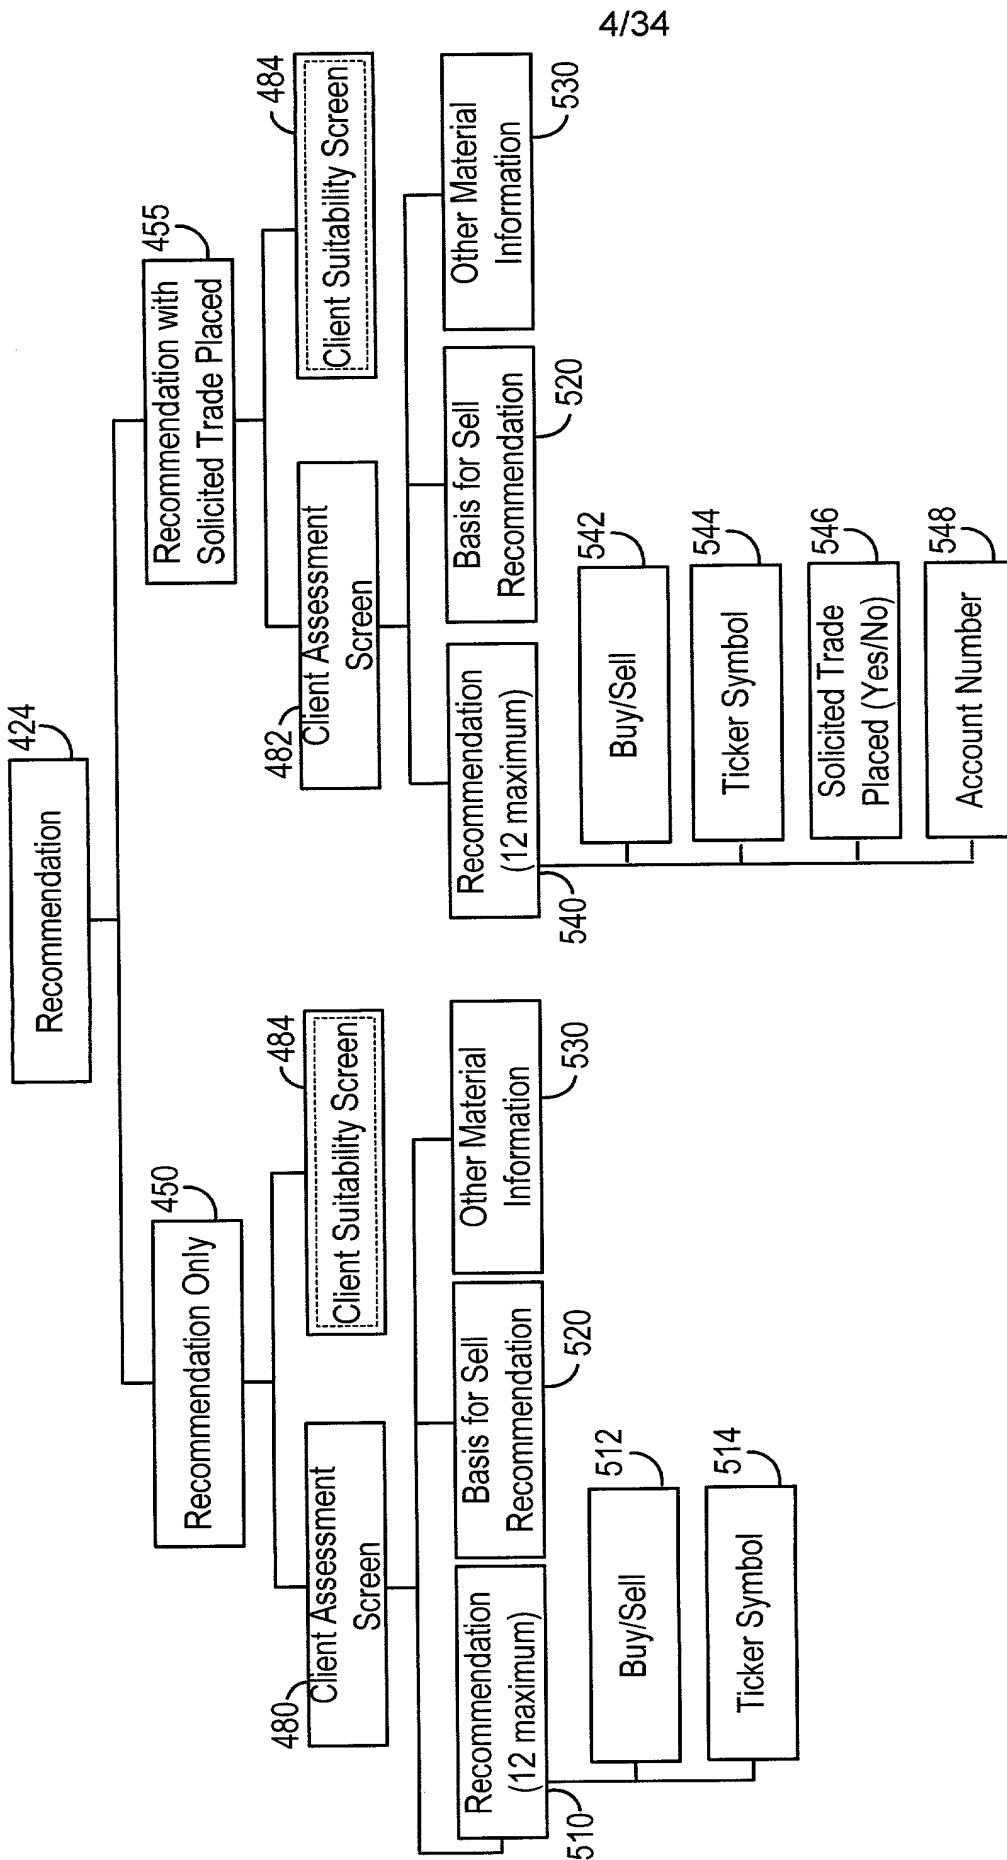 4/34
424
Recommendation
450
Recommendation Only
455
Recommendation with
Solicited Trade Placed
480
Client Assessment
Screen
484
Client Suitability Screen
482
Client Assessment
Screen
484
Client Suitability Screen
Recommendation
(12 maximum)
510
Basis for Sell
Recommendation
520
Other Material
Information
530
Recommendation
(12 maximum)
540
Basis for Sell
Recommendation
520
Other Material
Information
530
Buy/Sell
512
Ticker Symbol
514
Buy/Sell
542
Ticker Symbol
544
Solicited Trade
Placed (Yes/No)
546
Account Number
548